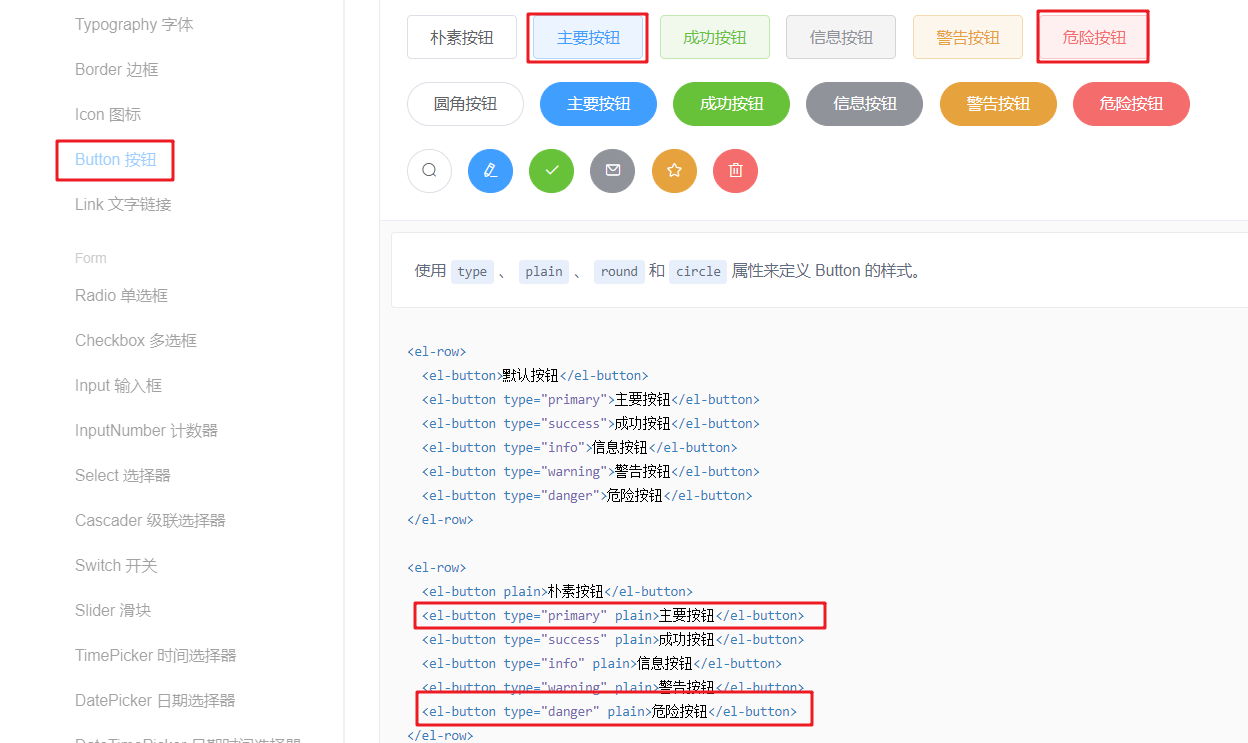 Typography 字体
Border 边框
Icon 图标
Button 按钮
Link 文字链接
Form
Radio 单选框
Checkbox 多选框
Input 输入框
InputNumber 计数器
Select 选择器
Cascader 级联选择器
Switch 开关
Slider 滑块
TimePicker 时间选择器
DatePicker 日期选择器
DateTimePicker 日期时间选择器
朴素按钮 主要按钮 成功按钮 信息按钮 警告按钮 危险按钮
圆角按钮 主要按钮 成功按钮 信息按钮 警告按钮 危险按钮
使用 type 、 plain 、 round 和 circle 属性来定义 Button 的样式。
<el-row>
<el-button>默认按钮</el-button>
<el-button type="primary">主要按钮</el-button>
<el-button type="success">成功按钮</el-button>
<el-button type="info">信息按钮</el-button>
<el-button type="warning">警告按钮</el-button>
<el-button type="danger">危险按钮</el-button>
</el-row>
<el-row>
<el-button plain>朴素按钮</el-button>
<el-button type="primary" plain>主要按钮</el-button>
<el-button type="success" plain>成功按钮</el-button>
<el-button type="info" plain>信息按钮</el-button>
<el-button type="warning" plain>警告按钮</el-button>
<el-button type="danger" plain>危险按钮</el-button>
</el-row>